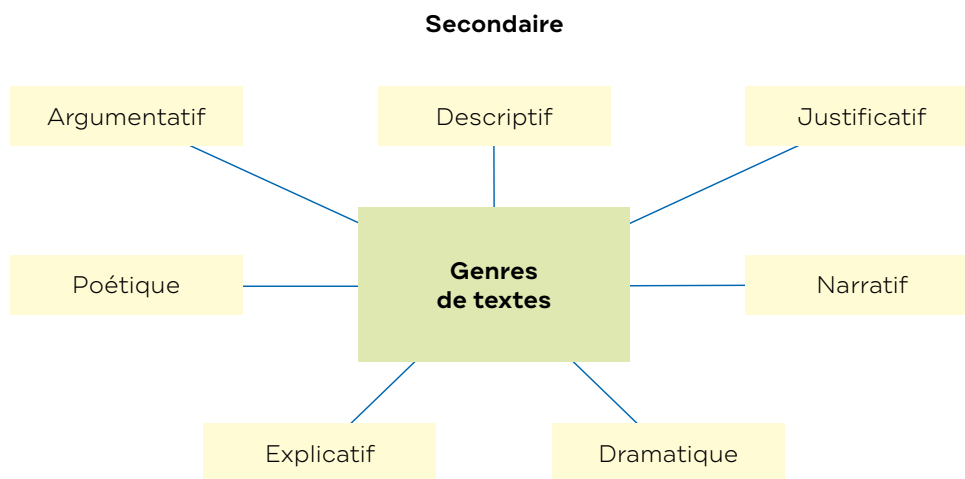 Secondaire
Argumentatif
Descriptif
Justificatif
Poétique
Genres
de textes
Narratif
Explicatif
Dramatique